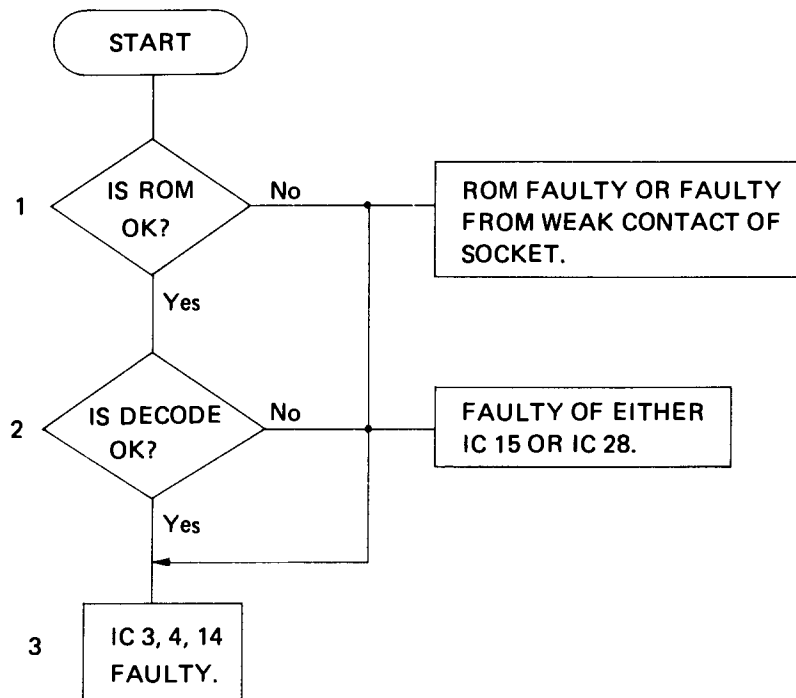 START
1
IS ROM
OK?
No
ROM FAULTY OR FAULTY
FROM WEAK CONTACT OF
SOCKET.
Yes
2
IS DECODE
OK?
No
FAULTY OF EITHER
IC 15 OR IC 28.
Yes
3
IC 3, 4, 14
FAULTY.